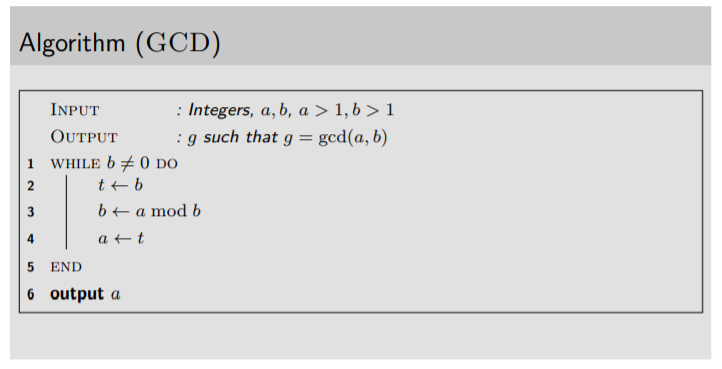 Algorithm (GCD)
INPUT : Integers, a, b, a > 1, b > 1
OUTPUT : g such that g = gcd(a, b)
1 WHILE b ≠ 0 DO
2 t ← b
3 b ← a mod b
4 a ← t
5 END
6 output a